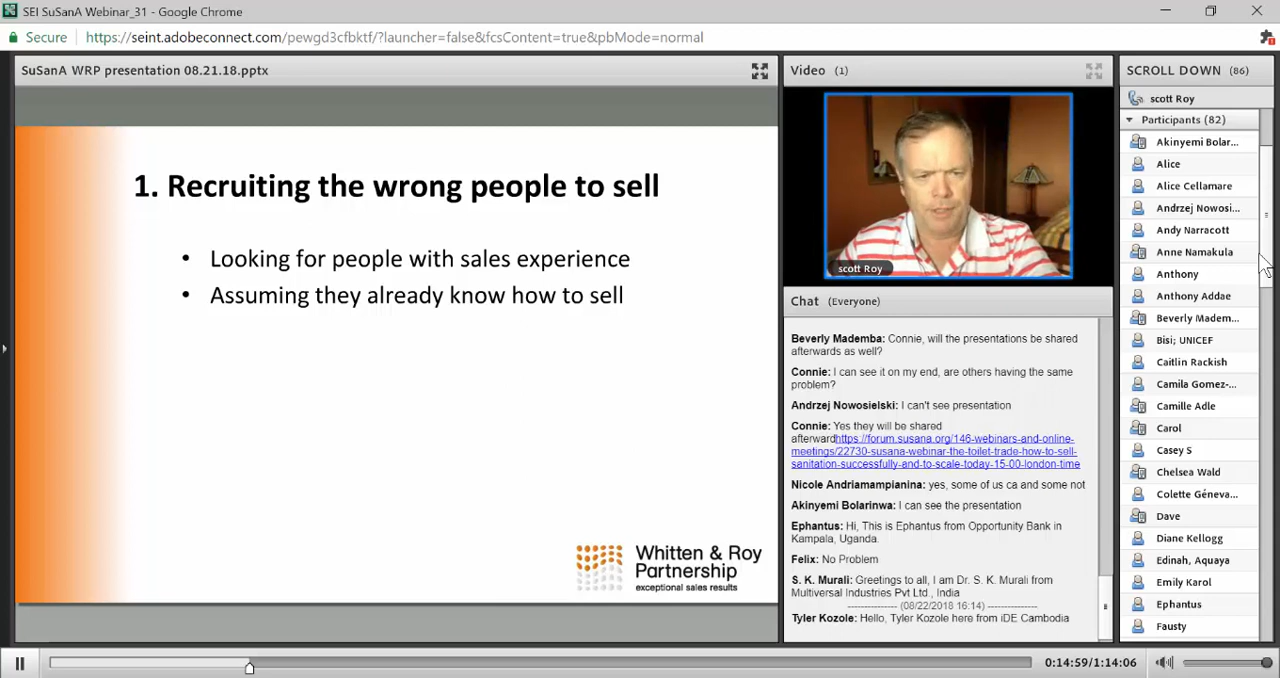 SEI SuSanA Webinar_31 - Google Chrome
Secure
https://seint.adobeconnect.com/pewgd3cfbktf/?launcher=false&fcsContent=true&pbMode=normal
SuSanA WRP presentation 08.21.18.pptx
1. Recruiting the wrong people to sell
• Looking for people with sales experience
• Assuming they already know how to sell
Whitten & Roy
Partnership
exceptional sales results
Video (1)
scott Roy
Chat (Everyone)
Beverly Mademba: Connie, will the presentations be shared
afterwards as well?
Connie: I can see it on my end, are others having the same
problem?
Andrzej Nowosielski: I can't see presentation
Connie: Yes they will be shared
afterwardhttps://forum.susana.org/146-webinars-and-online-
meetings/22730-susana-webinar-the-toilet-trade-how-to-sell-
sanitation-successfully-and-to-scale-today-15-00-london-time
Nicole Andriamampianina: yes, some of us ca and some not
Akinyemi Bolarinwa: I can see the presentation
Ephantus: Hi, This is Ephantus from Opportunity Bank in
Kampala, Uganda.
Felix: No Problem
S. K. Murali: Greetings to all, I am Dr. S. K. Murali from
Multiversal Industries Pvt Ltd., India
--------------- (08/22/2018 16:14) ---------------
Tyler Kozole: Hello, Tyler Kozole here from iDE Cambodia
SCROLL DOWN (86)
scott Roy
Participants (82)
Akinyemi Bolar...
Alice
Alice Cellamare
Andrzej Nowosi...
Andy Narracott
Anne Namakula
Anthony
Anthony Addae
Beverly Madem...
Bisi; UNICEF
Caitlin Rackish
Camila Gomez-...
Camille Adle
Carol
Casey S
Chelsea Wald
Colette Géneva...
Dave
Diane Kellogg
Edinah, Aquaya
Emily Karol
Ephantus
Fausty
0:14:59/1:14:06